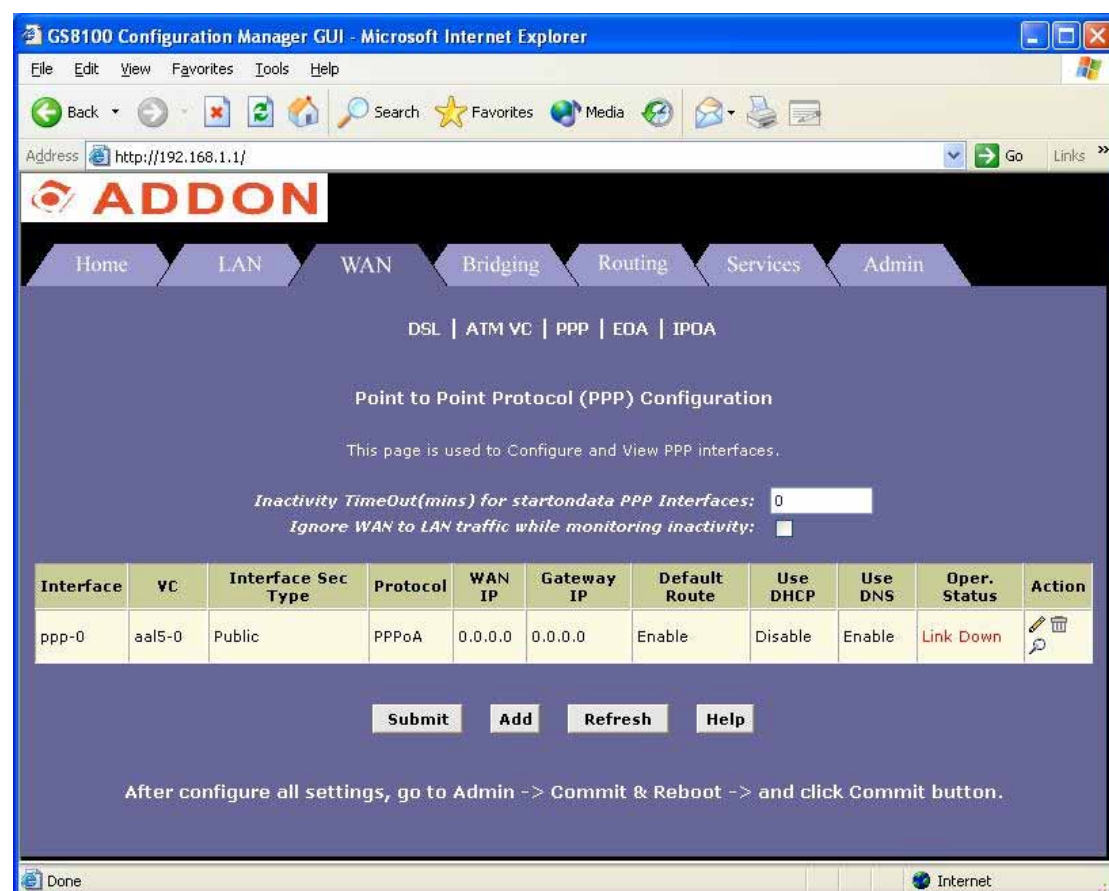 GS8100 Configuration Manager GUI - Microsoft Internet Explorer
File Edit View Favorites Tools Help
Back Search Favorites Media
Address http://192.168.1.1/ Go Links »
ADDON
Home LAN WAN Bridging Routing Services Admin
DSL | ATM VC | PPP | EOA | IPOA
Point to Point Protocol (PPP) Configuration
This page is used to Configure and View PPP interfaces.
Inactivity TimeOut(mins) for startondata PPP Interfaces: 0
Ignore WAN to LAN traffic while monitoring inactivity:
Interface VC Interface Sec Type Protocol WAN IP Gateway IP Default Route Use DHCP Use DNS Oper. Status Action
ppp-0 aal5-0 Public PPPoA 0.0.0.0 0.0.0.0 Enable Disable Enable Link Down
Submit Add Refresh Help
After configure all settings, go to Admin -> Commit & Reboot -> and click Commit button.
Done Internet